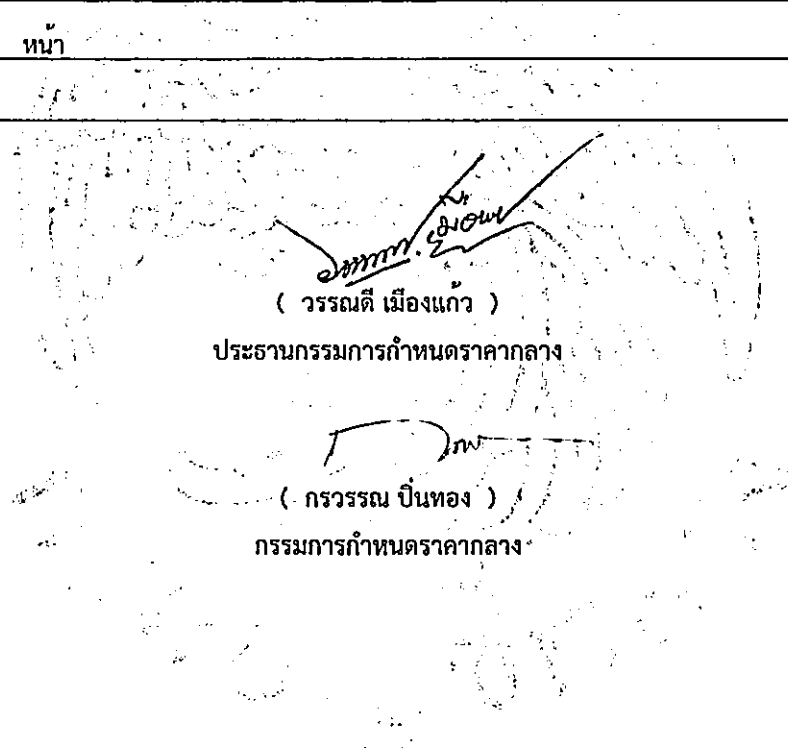 หน้า
( วรรณดี เมืองแก้ว )
ประธานกรรมการกำหนดราคากลาง
( กรวรรณ ปิ่นทอง )
กรรมการกำหนดราคากลาง